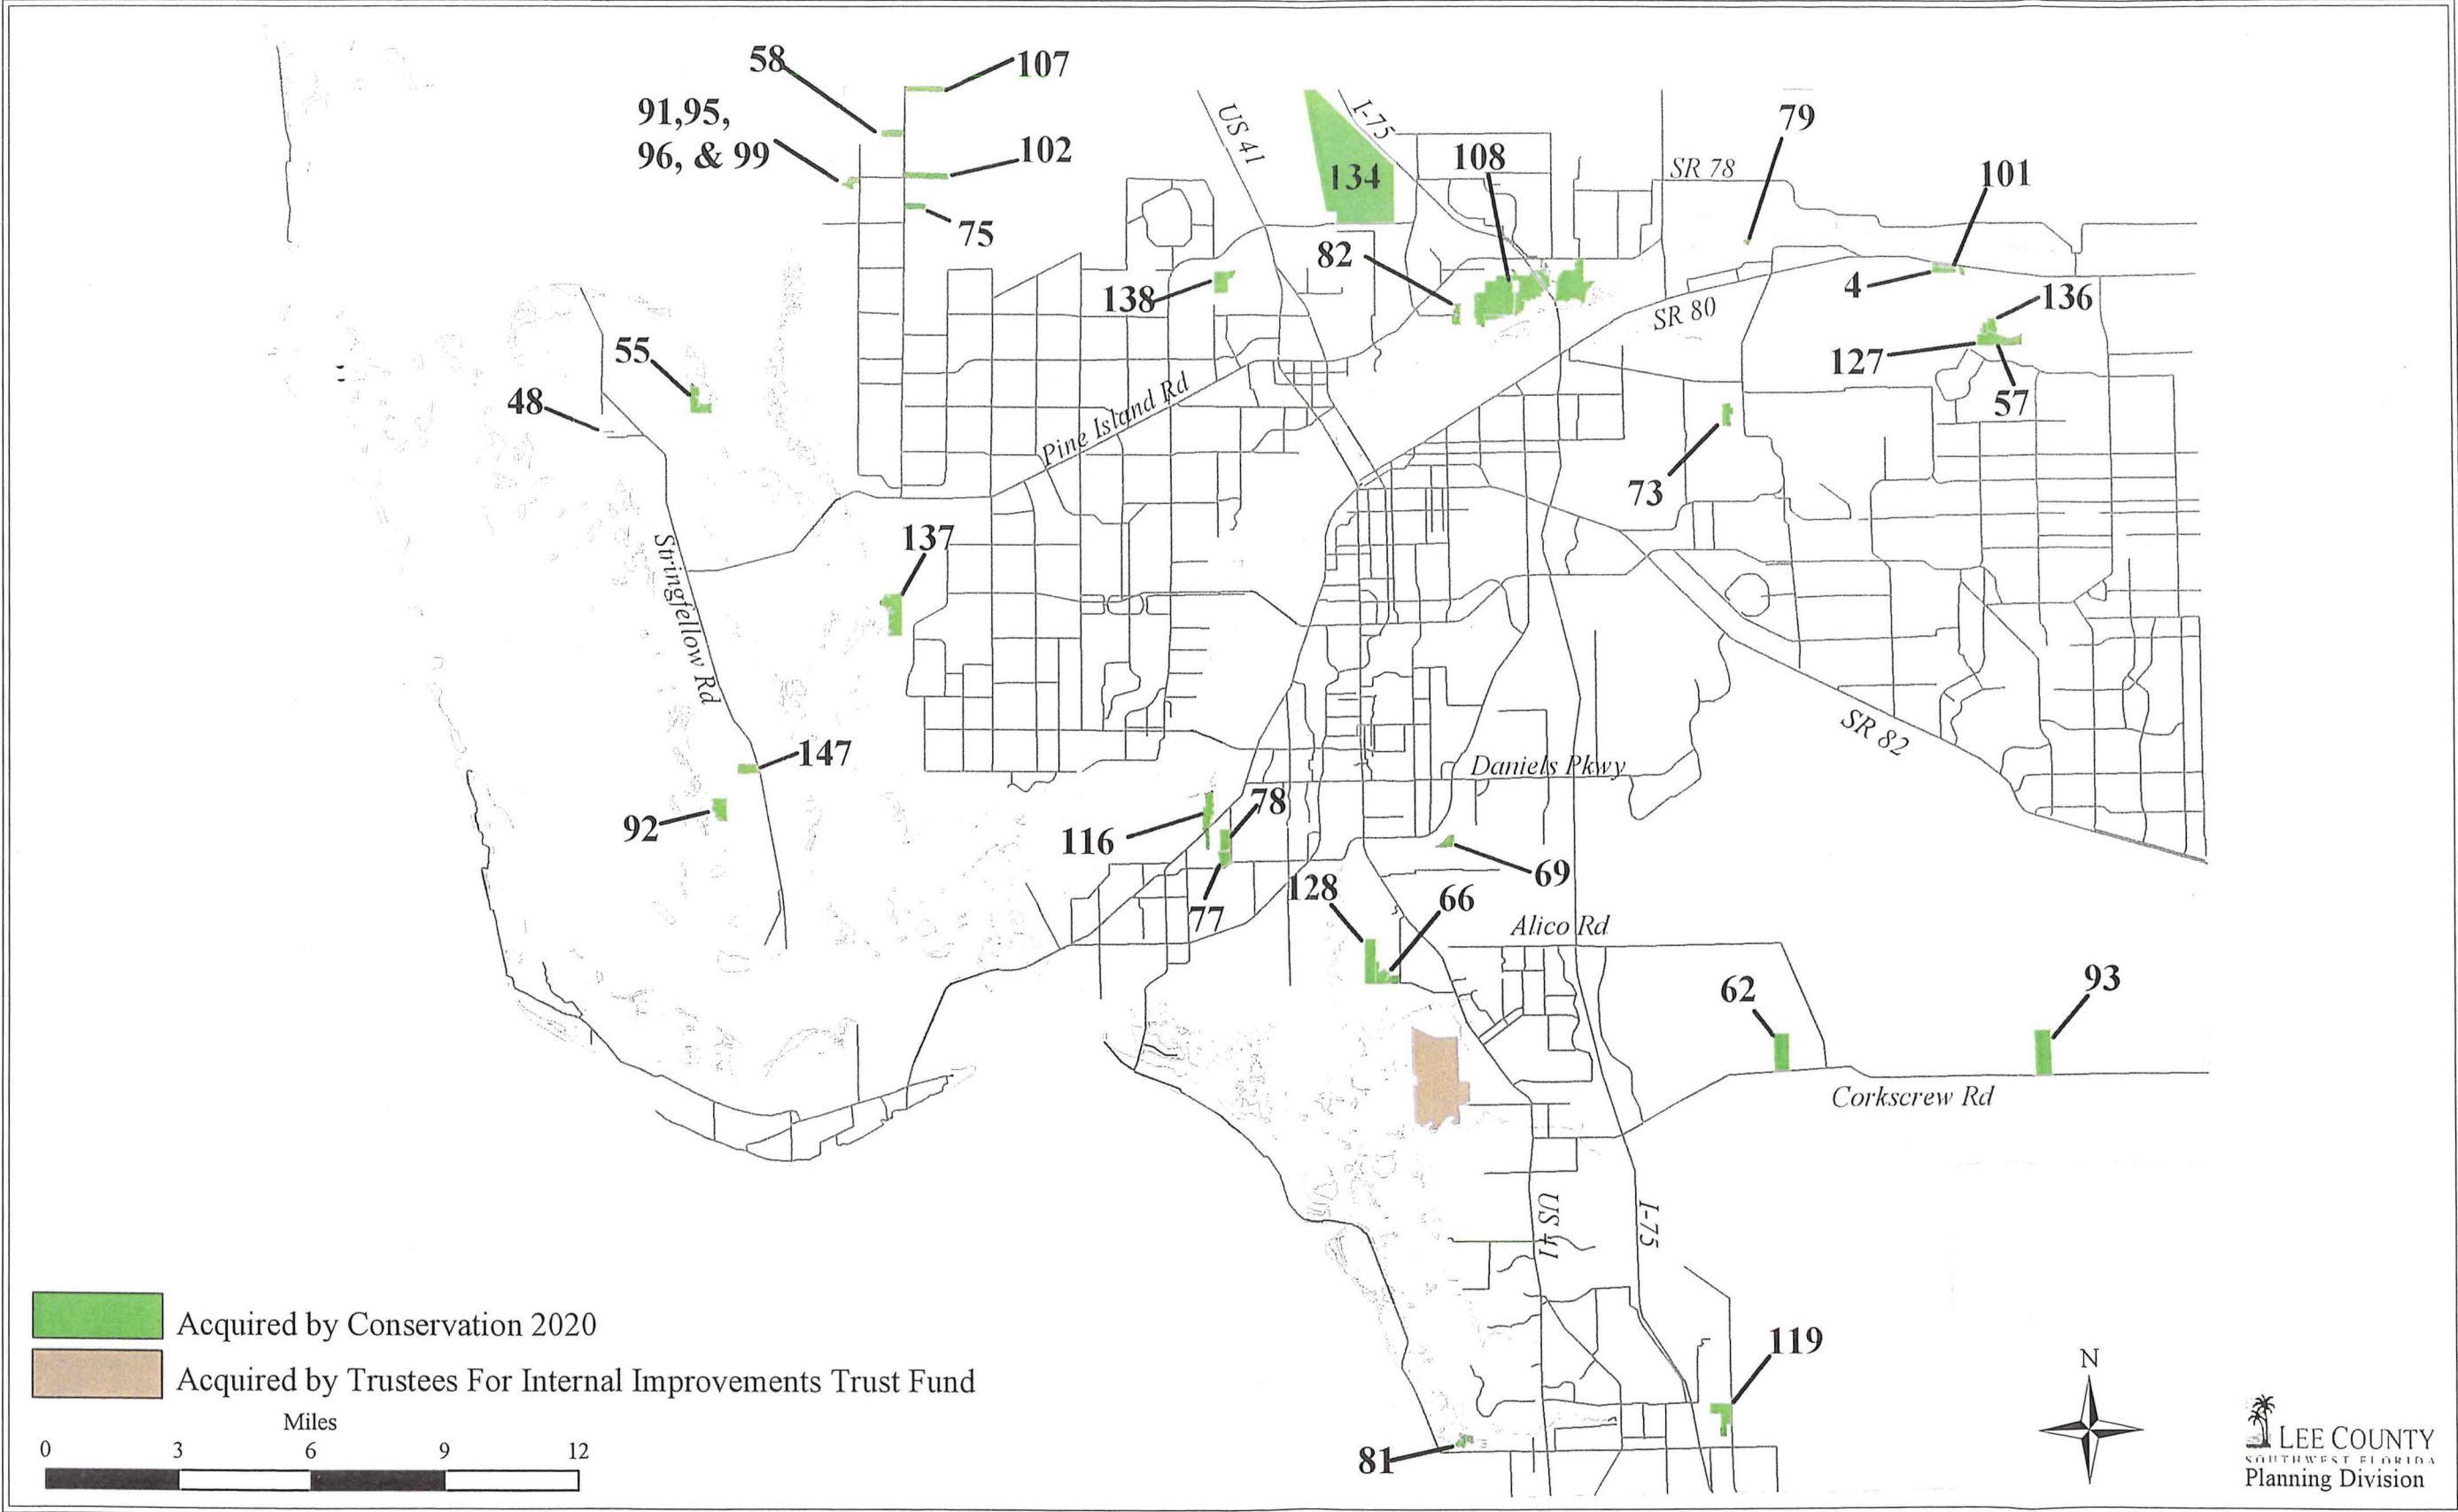 58
107
91,95,
96, & 99
102
75
US 41
I-75
134
108
79
SR 78
101
82
138
4
136
SR 80
127
57
55
48
Pine Island Rd
73
137
Stringfellow Rd
147
92
SR 82
Daniels Pkwy
78
116
77
69
128
66
Alico Rd
62
93
Corkscrew Rd
US 41
I-75
119
81
Acquired by Conservation 2020
Acquired by Trustees For Internal Improvements Trust Fund
Miles
0 3 6 9 12
N
LEE COUNTY
SOUTHWEST FLORIDA
Planning Division